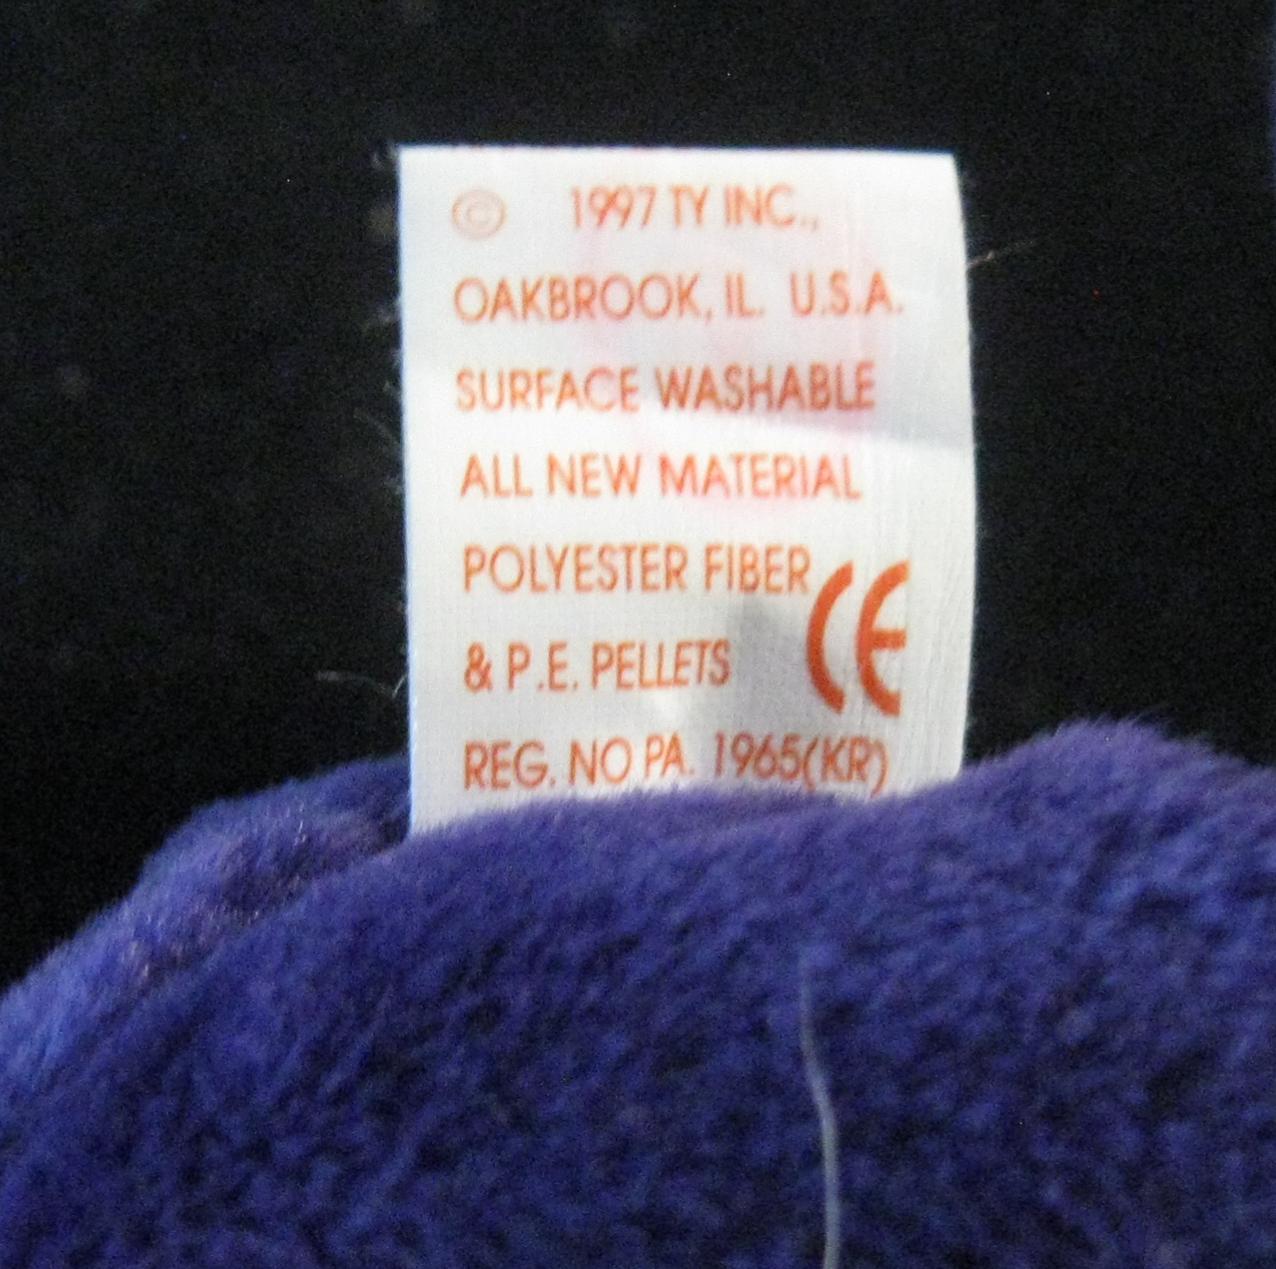 © 1997 TY INC.,
OAKBROOK, IL. U.S.A.
SURFACE WASHABLE
ALL NEW MATERIAL
POLYESTER FIBER
& P.E. PELLETS CE
REG. NO PA. 1965(KR)